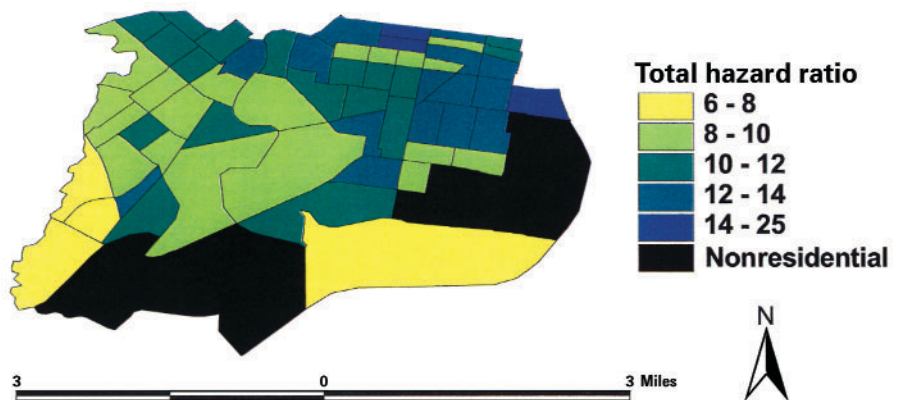 Total hazard ratio
6 - 8
8 - 10
10 - 12
12 - 14
14 - 25
Nonresidential
N
3 0 3 Miles